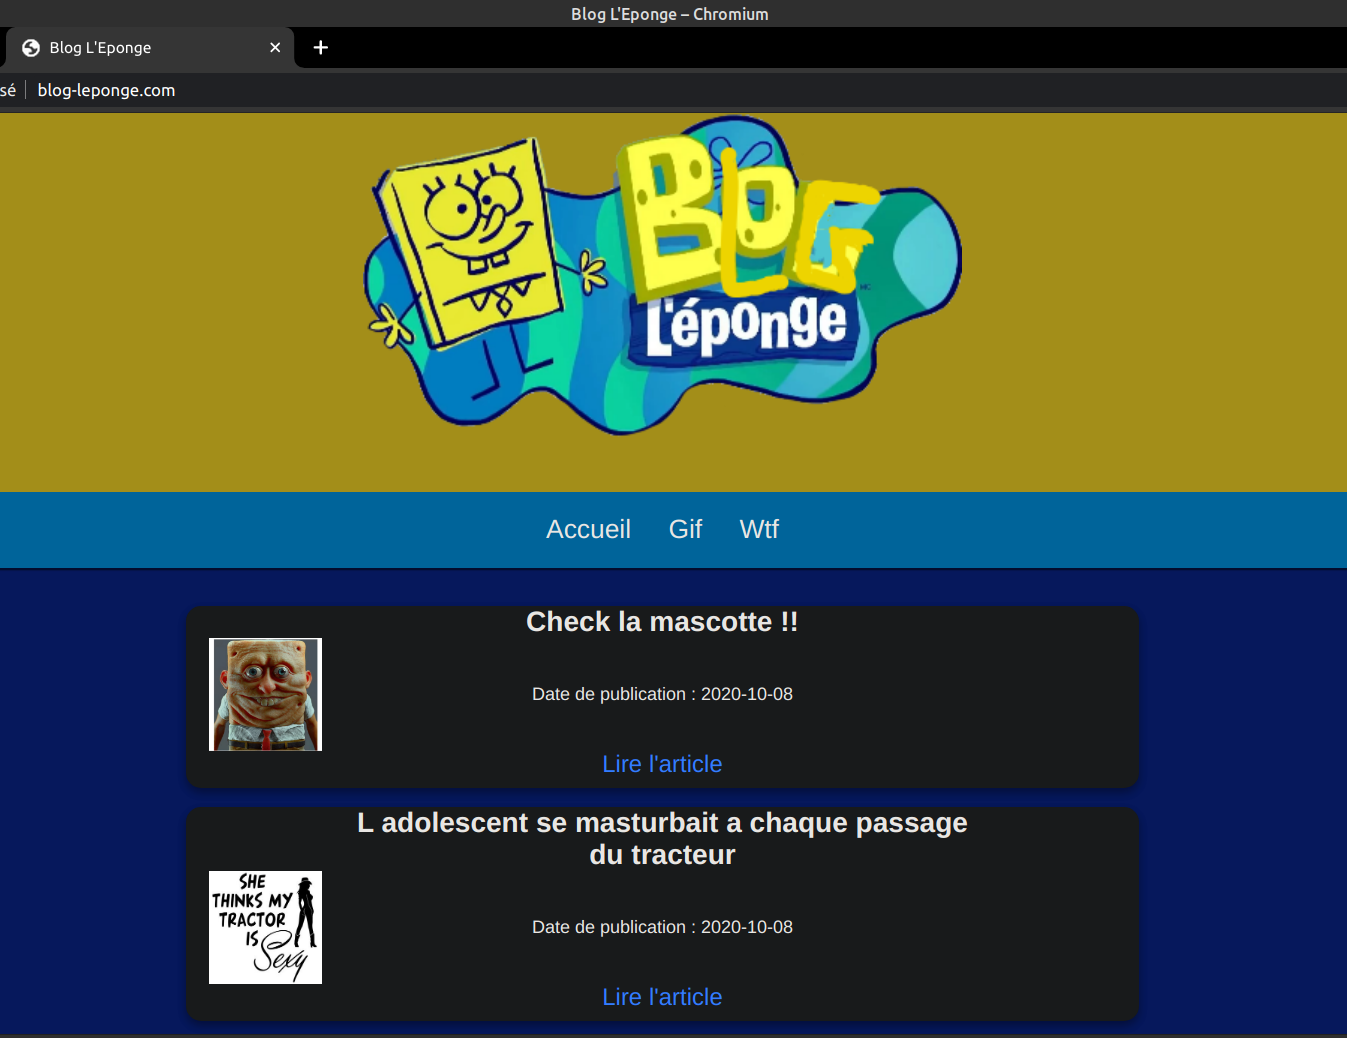 Blog L'Eponge – Chromium
Blog L'Eponge
sé
blog-leponge.com
BLOG
L'éponge
Accueil Gif Wtf
Check la mascotte !!
Date de publication : 2020-10-08
Lire l'article
L adolescent se masturbait a chaque passage
du tracteur
SHE
THINKS MY
TRACTOR
IS
Sexy
Date de publication : 2020-10-08
Lire l'article